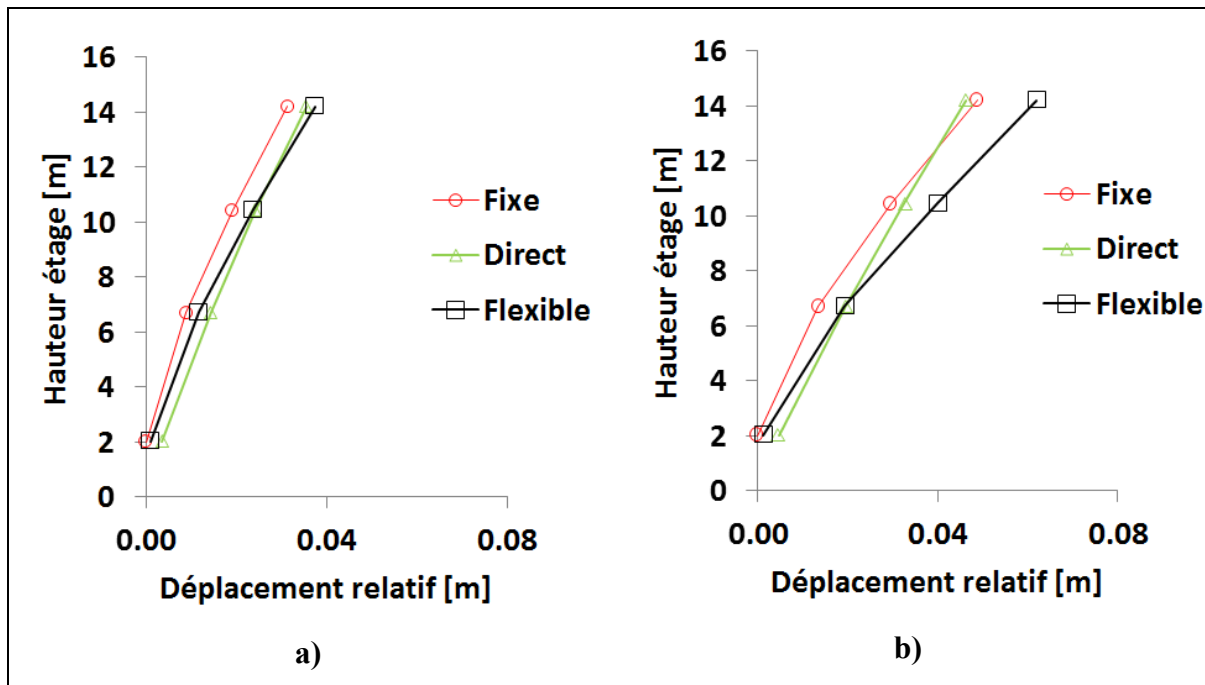 16
14
12
10
8
6
4
2
0
Hauteur étage [m]
Fixe
Direct
Flexible
0.00 0.04 0.08
Déplacement relatif [m]
a)
16
14
12
10
8
6
4
2
0
Hauteur étage [m]
Fixe
Direct
Flexible
0.00 0.04 0.08
Déplacement relatif [m]
b)